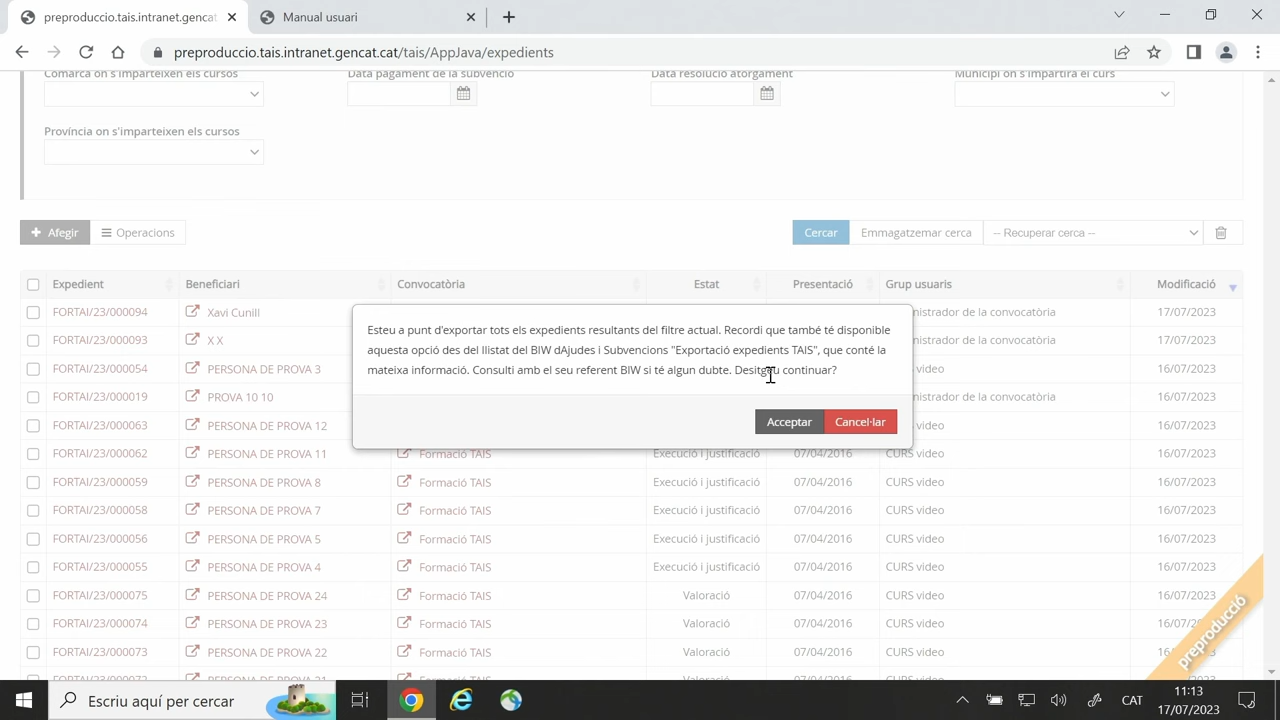 preproduccio.tais.intranet.gencat
Manual usuari
preproduccio.tais.intranet.gencat.cat/tais/AppJava/expedients
Comarca on s'imparteixen els cursos
Data pagament de la subvenció
Data resolució atorgament
Municipi on s'impartirà el curs
Província on s'imparteixen els cursos
Afegir
Operacions
Cercar
Emmagatzemar cerca
-- Recuperar cerca --
Expedient Beneficiari Convocatòria Estat Presentació Grup usuaris Modificació
FORTAI/23/000094 Xavi Cunill 17/07/2023
FORTAI/23/000093 X X 17/07/2023
FORTAI/23/000054 PERSONA DE PROVA 3 16/07/2023
FORTAI/23/000019 PROVA 10 10 16/07/2023
FORTAI/23/000063 PERSONA DE PROVA 12 16/07/2023
Esteu a punt d'exportar tots els expedients resultants del filtre actual. Recordi que també té disponible
aquesta opció des del llistat del BIW dAjudes i Subvencions "Exportació expedients TAIS", que conté la
mateixa informació. Consulti amb el seu referent BIW si té algun dubte. Desitgeu continuar?
Acceptar
Cancel·lar
FORTAI/23/000062 PERSONA DE PROVA 11 Formació TAIS Execució i justificació 07/04/2016 CURS video 16/07/2023
FORTAI/23/000059 PERSONA DE PROVA 8 Formació TAIS Execució i justificació 07/04/2016 CURS video 16/07/2023
FORTAI/23/000058 PERSONA DE PROVA 7 Formació TAIS Execució i justificació 07/04/2016 CURS video 16/07/2023
FORTAI/23/000056 PERSONA DE PROVA 5 Formació TAIS Execució i justificació 07/04/2016 CURS video 16/07/2023
FORTAI/23/000055 PERSONA DE PROVA 4 Formació TAIS Execució i justificació 07/04/2016 CURS video 16/07/2023
FORTAI/23/000075 PERSONA DE PROVA 24 Formació TAIS Valoració 07/04/2016 CURS video 16/07/2023
FORTAI/23/000074 PERSONA DE PROVA 23 Formació TAIS Valoració 07/04/2016 CURS video
FORTAI/23/000073 PERSONA DE PROVA 22 Formació TAIS Valoració 07/04/2016 CURS video
preproducció
Escriu aquí per cercar
CAT
11:13
17/07/2023